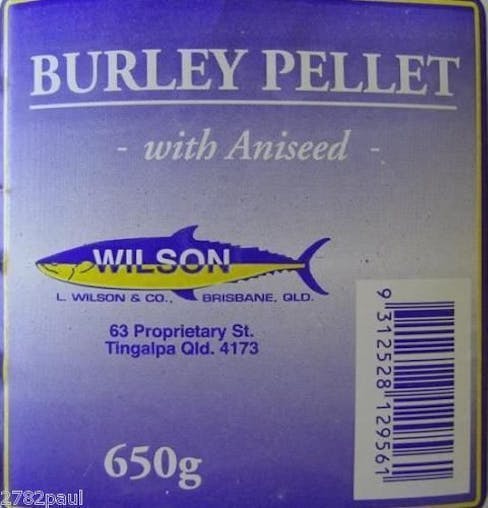 BURLEY PELLET
- with Aniseed -
WILSON
L. WILSON & CO., BRISBANE, QLD.
63 Proprietary St.
Tingalpa Qld. 4173
9 312528 129561
650g
2782paul